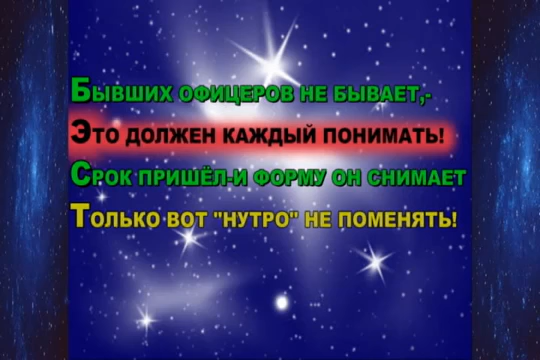 Бывших офицеров не бывает,-
Это должен каждый понимать!
Срок пришёл-и форму он снимает
Только вот "нутро" не поменять!